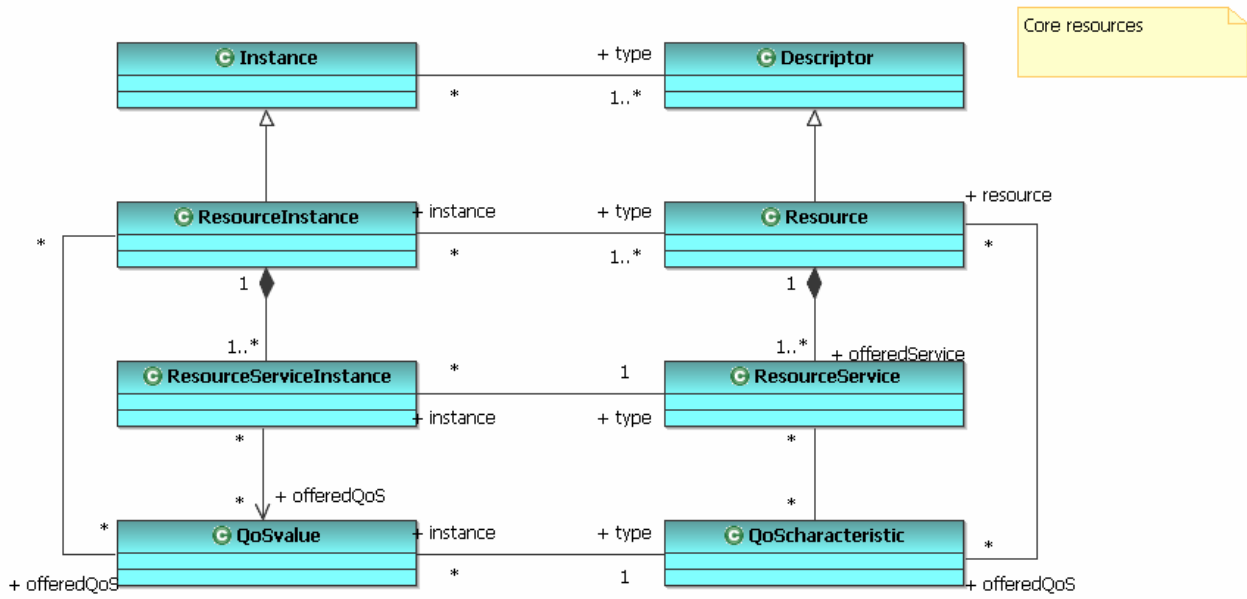 Core resources
C Instance
+ type
C Descriptor
*
1..*
+ resource
C ResourceInstance
+ instance
+ type
C Resource
*
*
*
1..*
1
1
1..*
1..*
+ offeredService
C ResourceServiceInstance
*
1
C ResourceService
+ instance
+ type
*
*
*
+ offeredQoS
*
*
C QoSvalue
+ instance
+ type
C QoScharacteristic
*
*
1
+ offeredQoS
+ offeredQoS